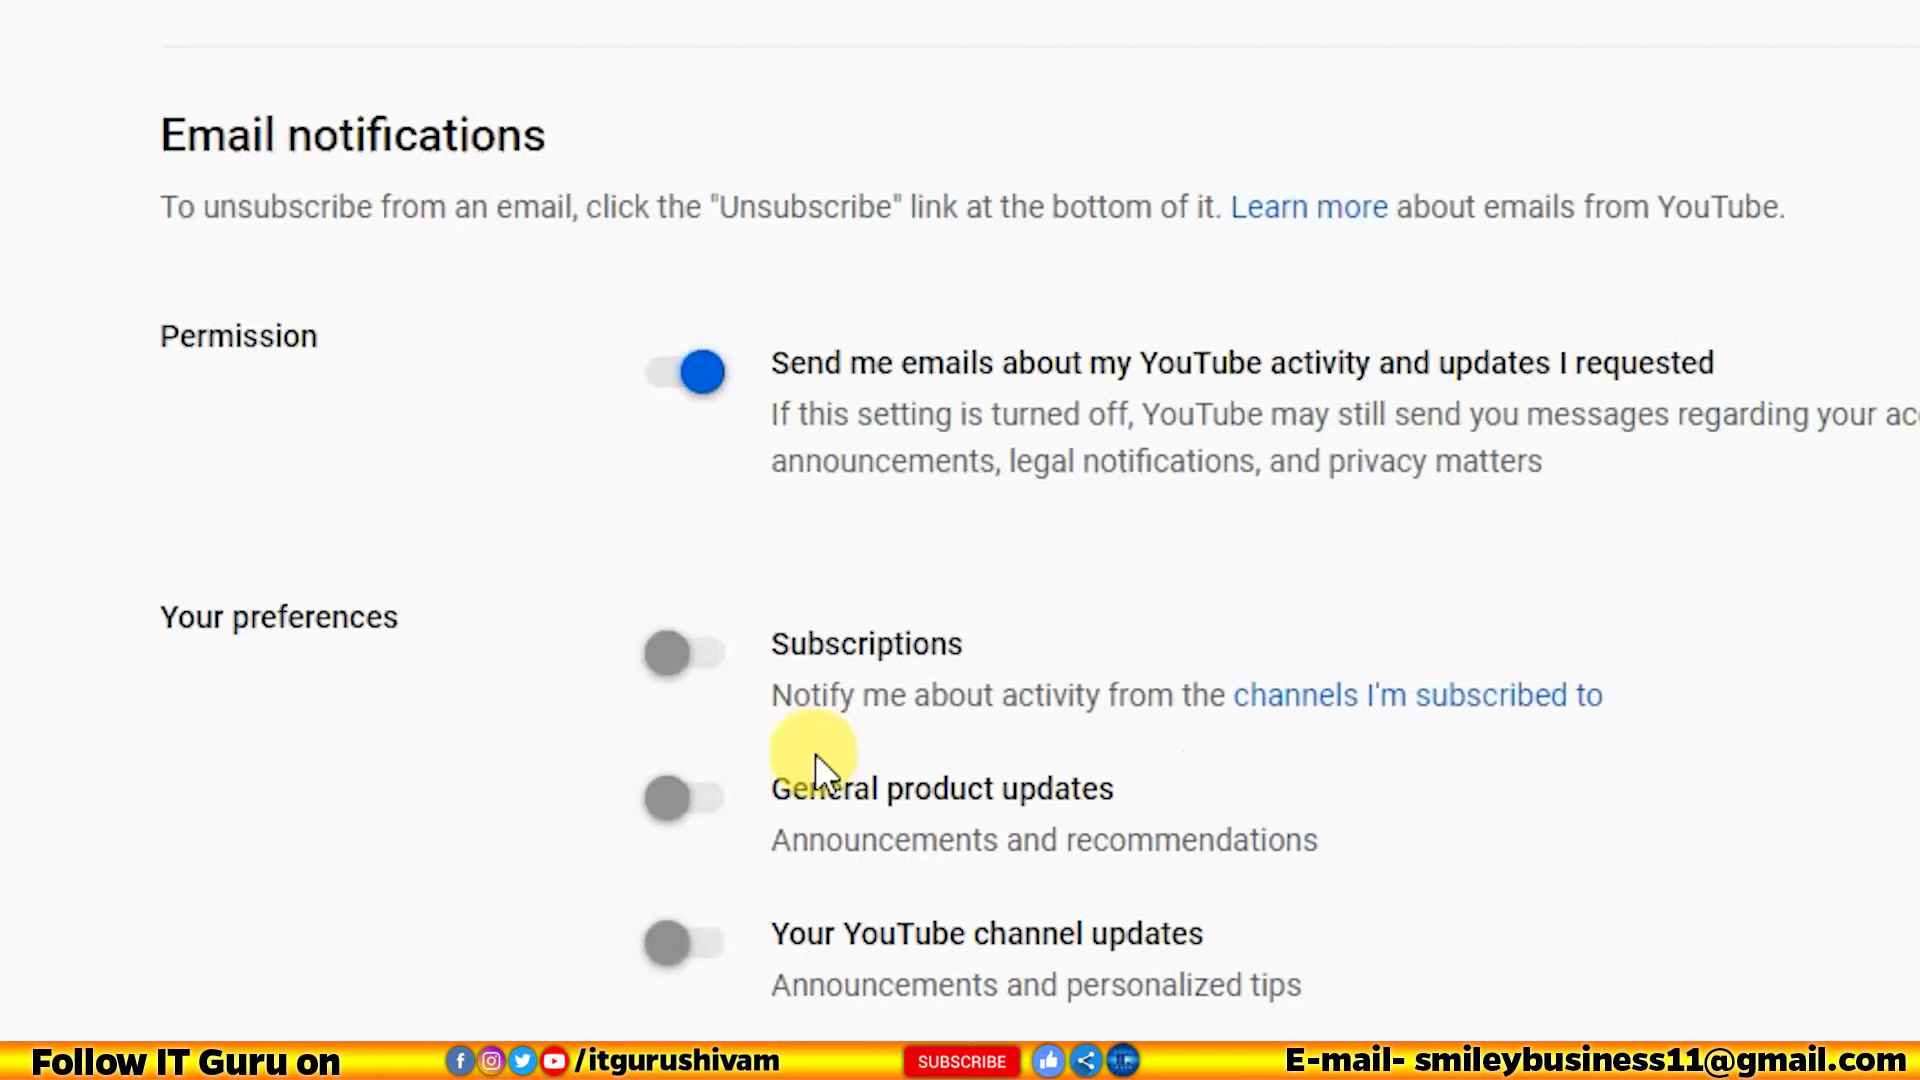 Email notifications
To unsubscribe from an email, click the "Unsubscribe" link at the bottom of it. Learn more about emails from YouTube.
Permission
Send me emails about my YouTube activity and updates I requested
If this setting is turned off, YouTube may still send you messages regarding your
announcements, legal notifications, and privacy matters
Your preferences
Subscriptions
Notify me about activity from the channels I'm subscribed to
General product updates
Announcements and recommendations
Your YouTube channel updates
Announcements and personalized tips
Follow IT Guru on /itgurushivam SUBSCRIBE E-mail- smileybusiness11@gmail.com